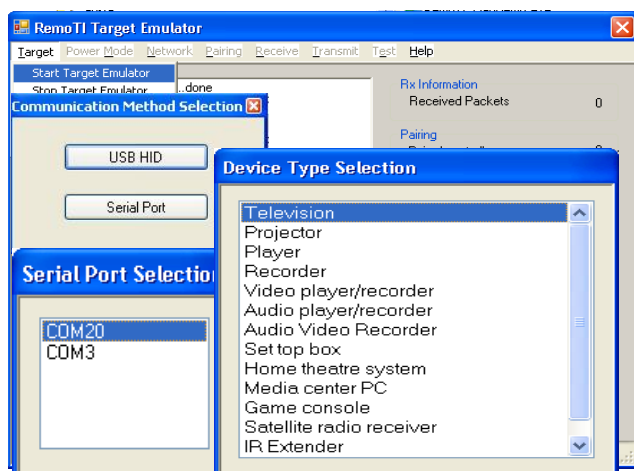 RemoTI Target Emulator
Target Power Mode Network Pairing Receive Transmit Test Help
Start Target Emulator
Stop Target Emulator
...done
Rx Information
Received Packets 0
Pairing
Communication Method Selection
USB HID
Serial Port
Device Type Selection
Television
Projector
Player
Recorder
Video player/recorder
Audio player/recorder
Audio Video Recorder
Set top box
Home theatre system
Media center PC
Game console
Satellite radio receiver
IR Extender
Serial Port Selection
COM20
COM3